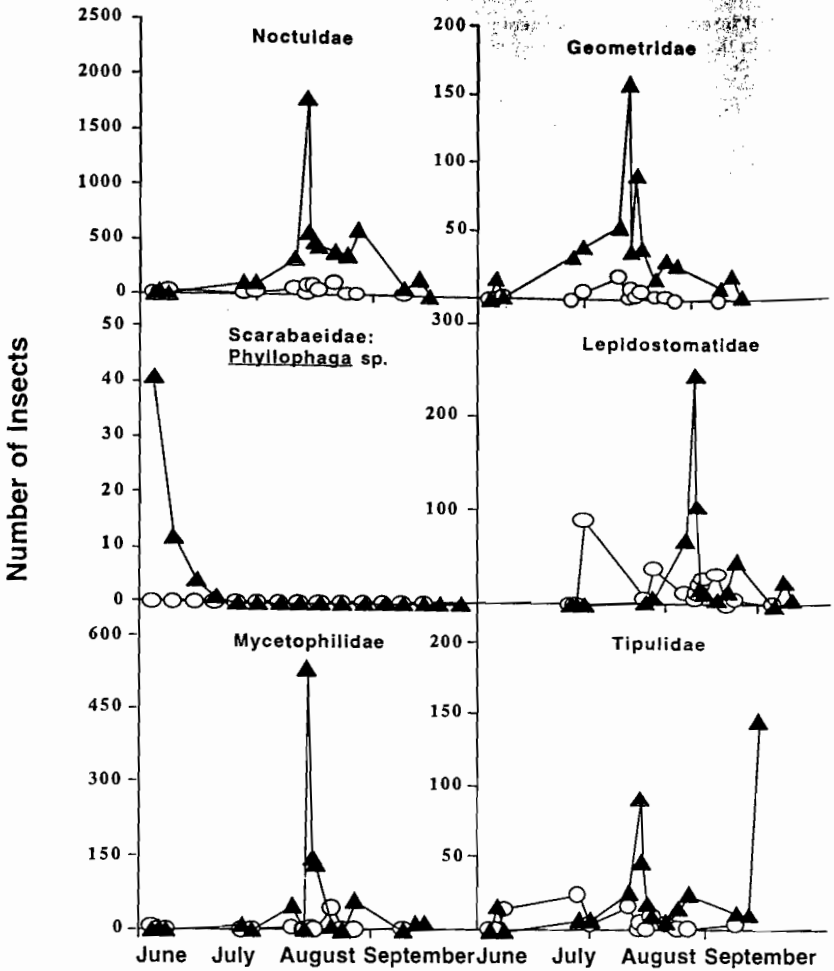 Number of Insects
Noctuidae
2500
2000
1500
1000
500
0
Geometridae
200
150
100
50
Scarabaeidae:
Phyllophaga sp.
50
40
30
20
10
0
Lepidostomatidae
300
200
100
Mycetophilidae
600
450
300
150
0
Tipulidae
200
150
100
50
June July August September
June July August September